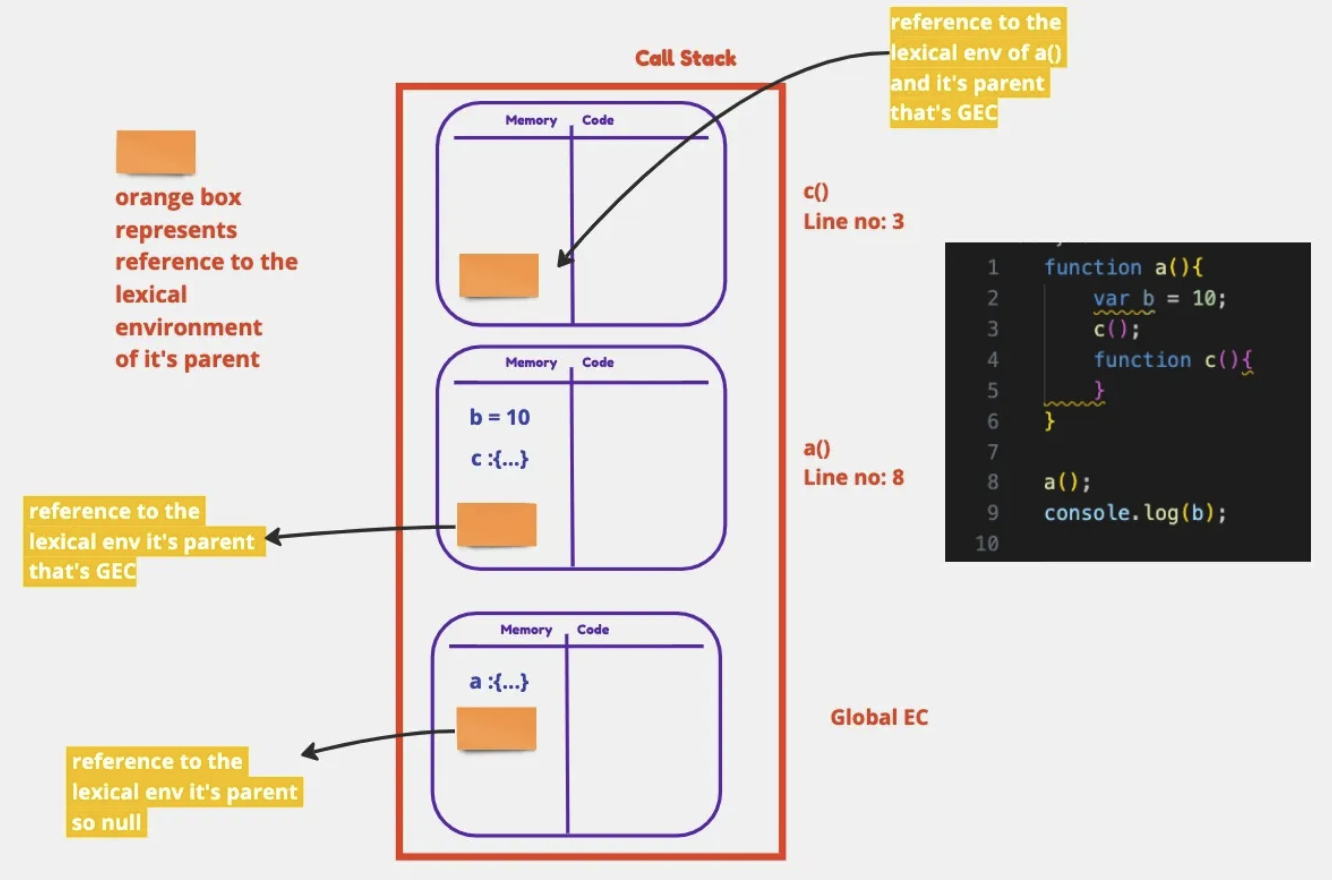 Call Stack
reference to the
lexical env of a()
and it's parent
that's GEC
Memory Code
orange box
represents
reference to the
lexical
environment
of it's parent
c()
Line no: 3
1 function a(){
2 var b = 10;
3 c();
4 function c(){
5 }
6 }
7
8 a();
9 console.log(b);
10
Memory Code
b = 10
c :{...}
a()
Line no: 8
reference to the
lexical env it's parent
that's GEC
Memory Code
a :{...}
Global EC
reference to the
lexical env it's parent
so null